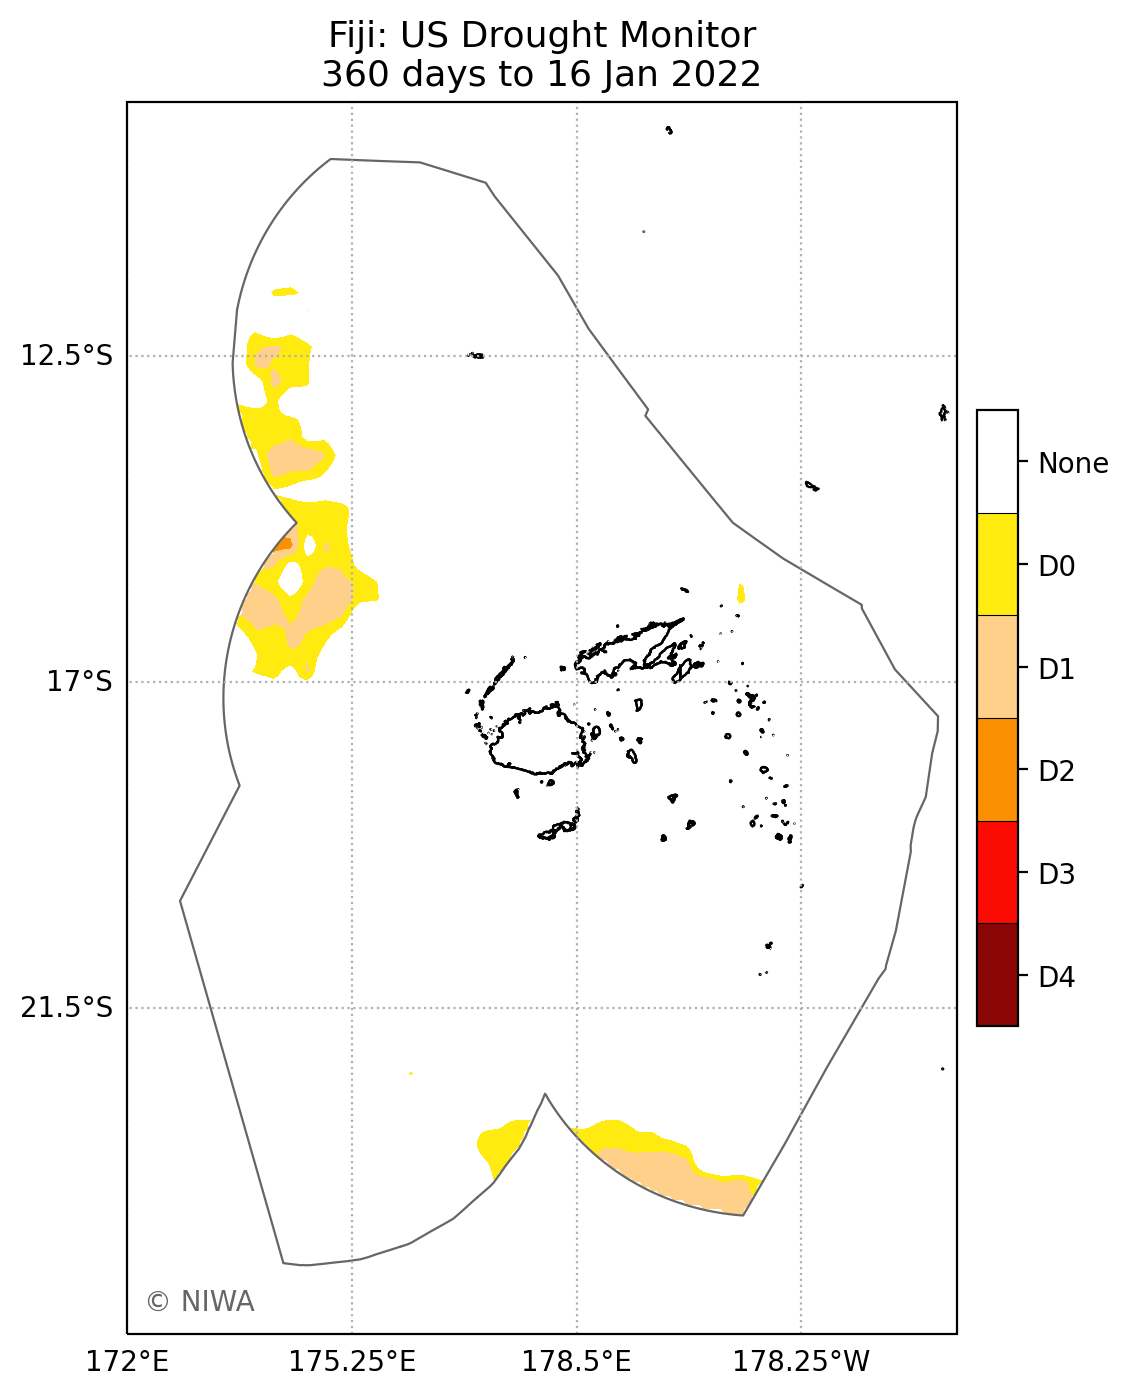 Fiji: US Drought Monitor
360 days to 16 Jan 2022
12.5°S
17°S
21.5°S
None
D0
D1
D2
D3
D4
© NIWA
172°E
175.25°E
178.5°E
178.25°W